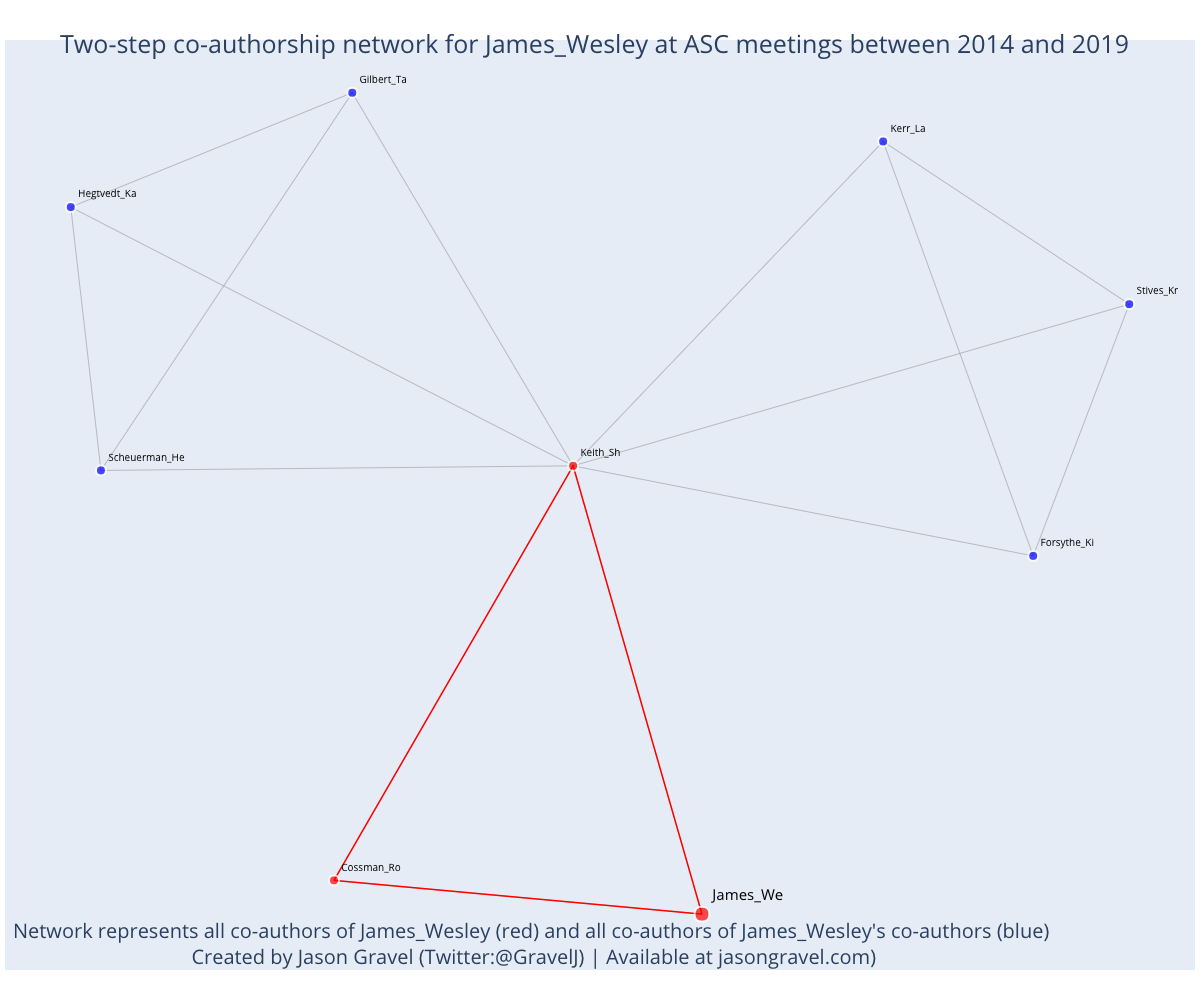 Two-step co-authorship network for James_Wesley at ASC meetings between 2014 and 2019
Gilbert_Ta
Kerr_La
Hegtvedt_Ka
Stives_Kr
Keith_Sh
Scheuerman_He
Forsythe_Ki
Cossman_Ro
James_We
Network represents all co-authors of James_Wesley (red) and all co-authors of James_Wesley's co-authors (blue)
Created by Jason Gravel (Twitter:@GravelJ) | Available at jasongravel.com)